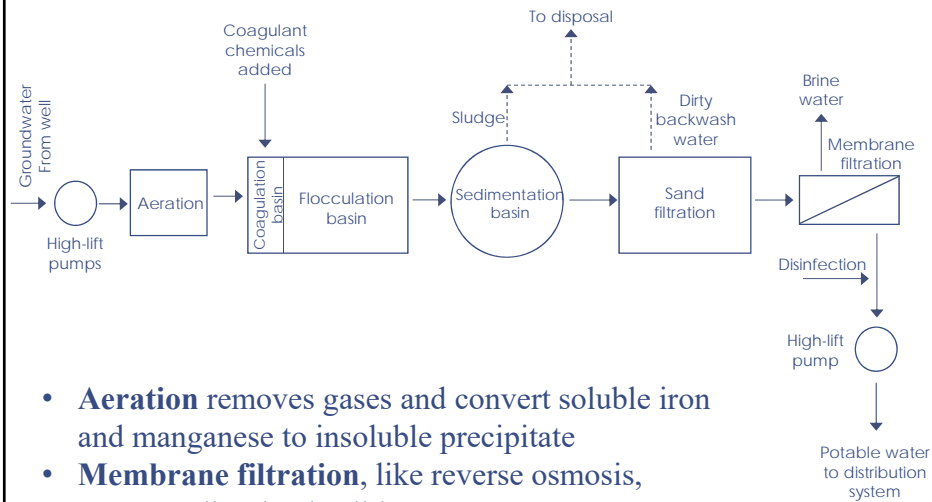 To disposal
Coagulant
chemicals
added
Brine
water
Groundwater
From well
Sludge
Dirty
backwash
water
Membrane
filtration
Aeration
Coagulation
basin
Flocculation
basin
Sedimentation
basin
Sand
filtration
High-lift
pumps
Disinfection
High-lift
pump
• Aeration removes gases and convert soluble iron
and manganese to insoluble precipitate
• Membrane filtration, like reverse osmosis,
Potable water
to distribution
system